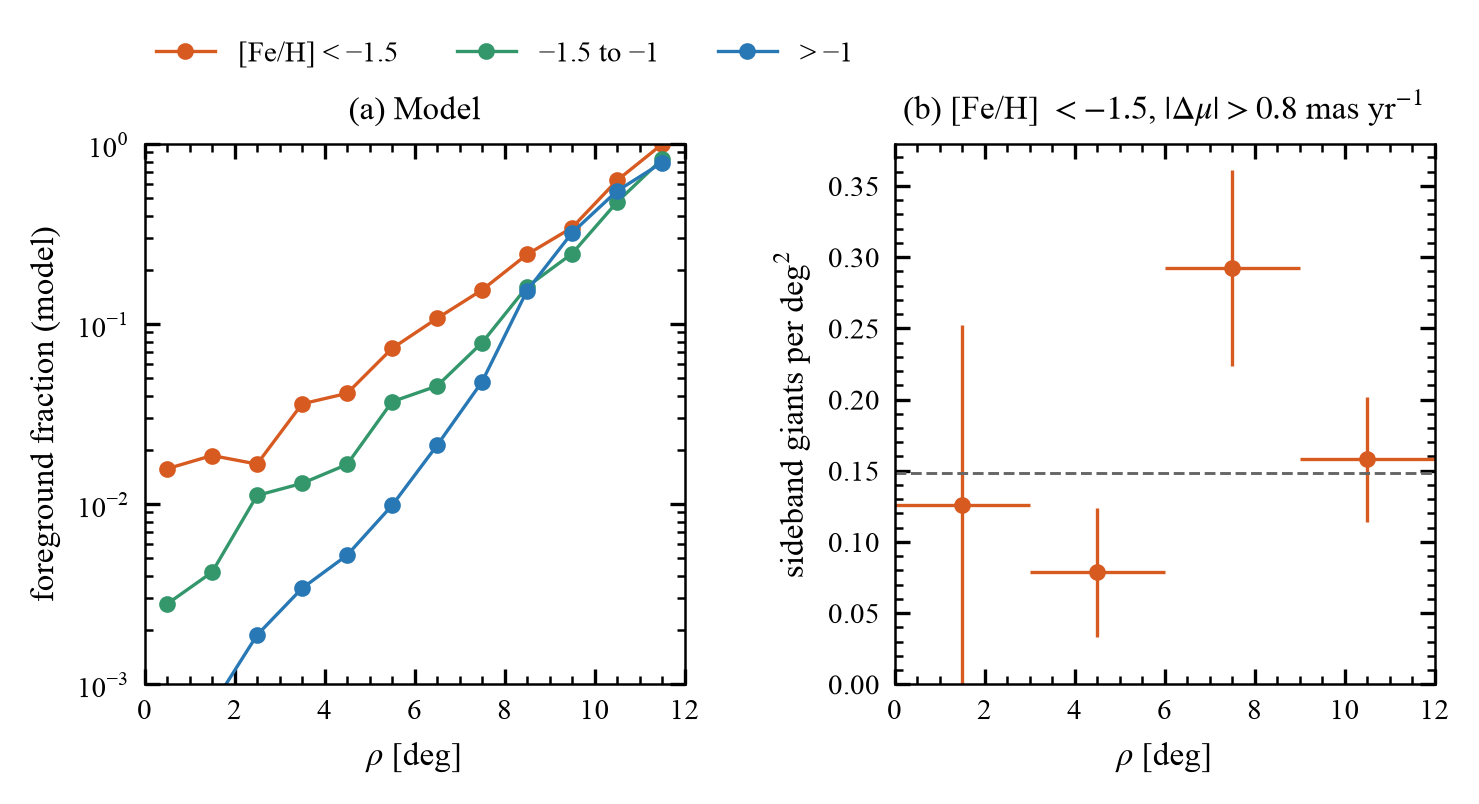 [Fe/H] < −1.5 −1.5 to −1 > −1
(a) Model
foreground fraction (model)
10⁰
10⁻¹
10⁻²
10⁻³
0 2 4 6 8 10 12
ρ [deg]
(b) [Fe/H] < −1.5, |Δμ| > 0.8 mas yr⁻¹
sideband giants per deg²
0.35
0.30
0.25
0.20
0.15
0.10
0.05
0.00
0 2 4 6 8 10 12
ρ [deg]